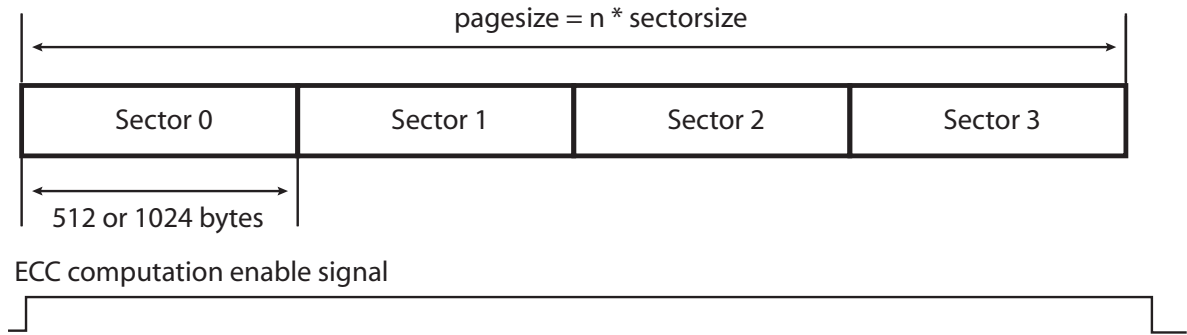 pagesize = n * sectorsize
Sector 0 Sector 1 Sector 2 Sector 3
512 or 1024 bytes
ECC computation enable signal